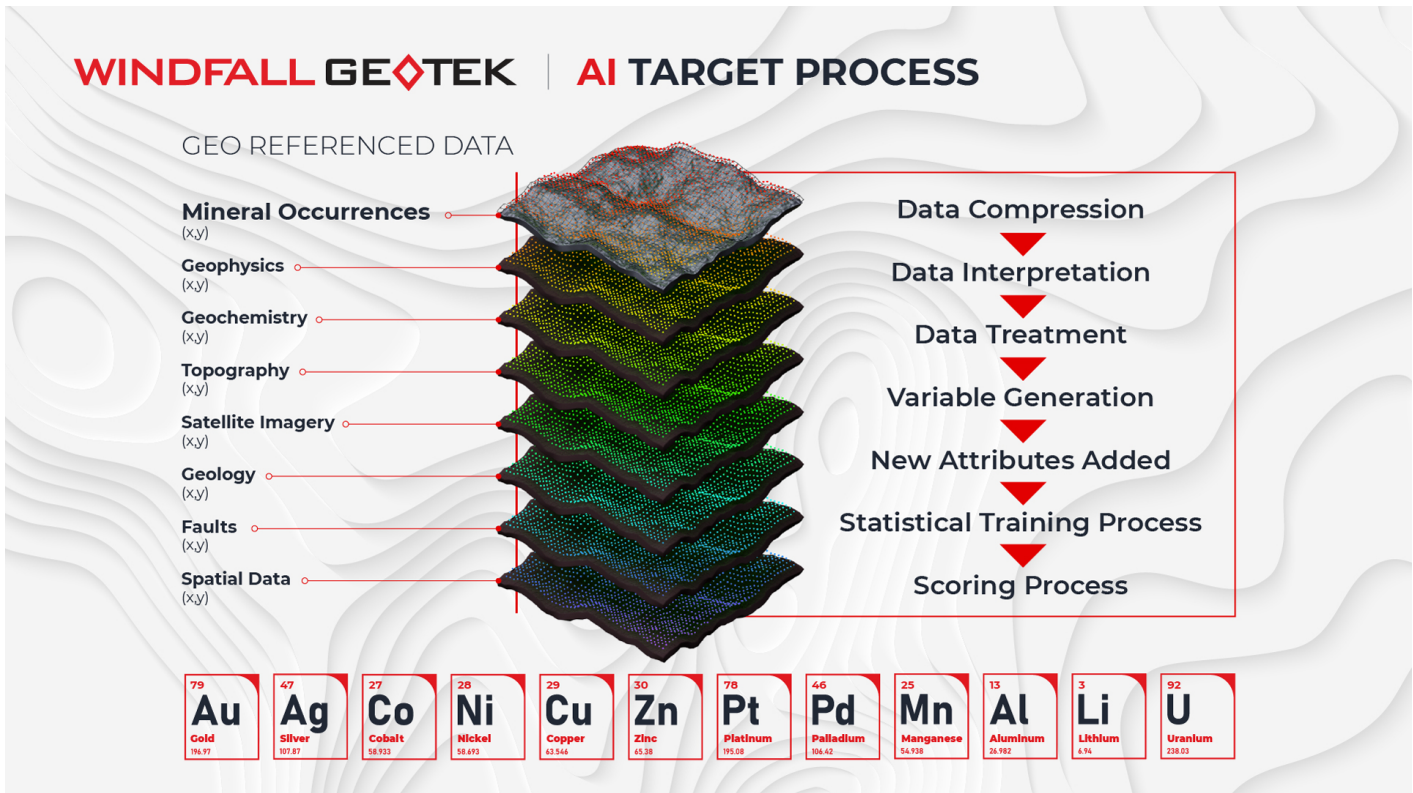 WINDFALL GEOTEK | AI TARGET PROCESS
GEO REFERENCED DATA
Mineral Occurrences
(x,y)
Geophysics
(x,y)
Geochemistry
(x,y)
Topography
(x,y)
Satellite Imagery
(x,y)
Geology
(x,y)
Faults
(x,y)
Spatial Data
(x,y)
Data Compression
Data Interpretation
Data Treatment
Variable Generation
New Attributes Added
Statistical Training Process
Scoring Process
79
Au
Gold
196.97
47
Ag
Silver
107.87
27
Co
Cobalt
58.933
28
Ni
Nickel
58.693
29
Cu
Copper
63.546
30
Zn
Zinc
65.38
78
Pt
Platinum
195.08
46
Pd
Palladium
106.42
25
Mn
Manganese
54.938
13
Al
Aluminum
26.982
3
Li
Lithium
6.94
92
U
Uranium
238.03